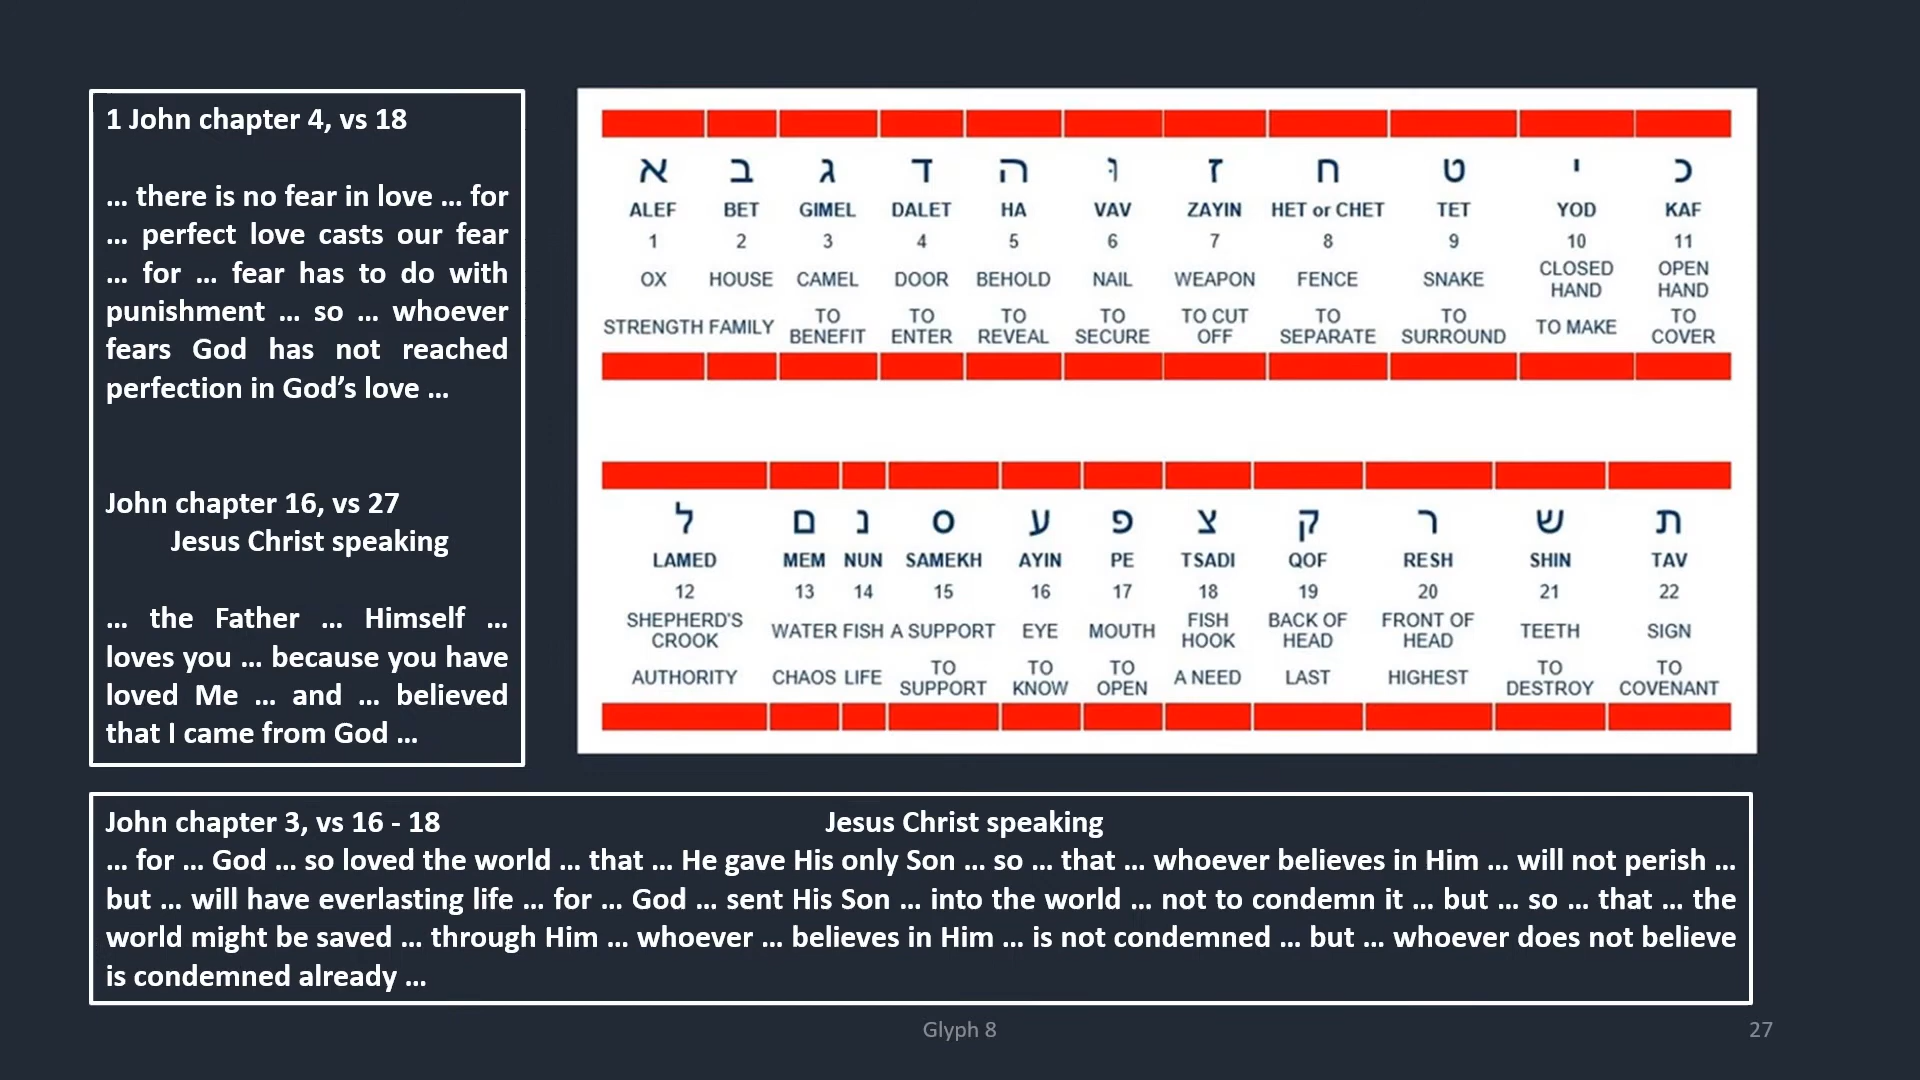 1 John chapter 4, vs 18
... there is no fear in love ... for
... perfect love casts our fear
... for ... fear has to do with
punishment ... so ... whoever
fears God has not reached
perfection in God’s love ...
John chapter 16, vs 27
Jesus Christ speaking
... the Father ... Himself ...
loves you ... because you have
loved Me ... and ... believed
that I came from God ...
א ב ג ד ה וּ ז ח ט י כ
ALEF BET GIMEL DALET HA VAV ZAYIN HET or CHET TET YOD KAF
1 2 3 4 5 6 7 8 9 10 11
OX HOUSE CAMEL DOOR BEHOLD NAIL WEAPON FENCE SNAKE CLOSED HAND OPEN HAND
STRENGTH FAMILY TO BENEFIT TO ENTER TO REVEAL TO SECURE TO CUT OFF TO SEPARATE TO SURROUND TO MAKE TO COVER
ל ם נ ס ע פ צ ק ר ש ת
LAMED MEM NUN SAMEKH AYIN PE TSADI QOF RESH SHIN TAV
12 13 14 15 16 17 18 19 20 21 22
SHEPHERD'S CROOK WATER FISH A SUPPORT EYE MOUTH FISH HOOK BACK OF HEAD FRONT OF HEAD TEETH SIGN
AUTHORITY CHAOS LIFE TO SUPPORT TO KNOW TO OPEN A NEED LAST HIGHEST TO DESTROY TO COVENANT
John chapter 3, vs 16 - 18 Jesus Christ speaking
... for ... God ... so loved the world ... that ... He gave His only Son ... so ... that ... whoever believes in Him ... will not perish ...
but ... will have everlasting life ... for ... God ... sent His Son ... into the world ... not to condemn it ... but ... so ... that ... the
world might be saved ... through Him ... whoever ... believes in Him ... is not condemned ... but ... whoever does not believe
is condemned already ...
Glyph 8
27